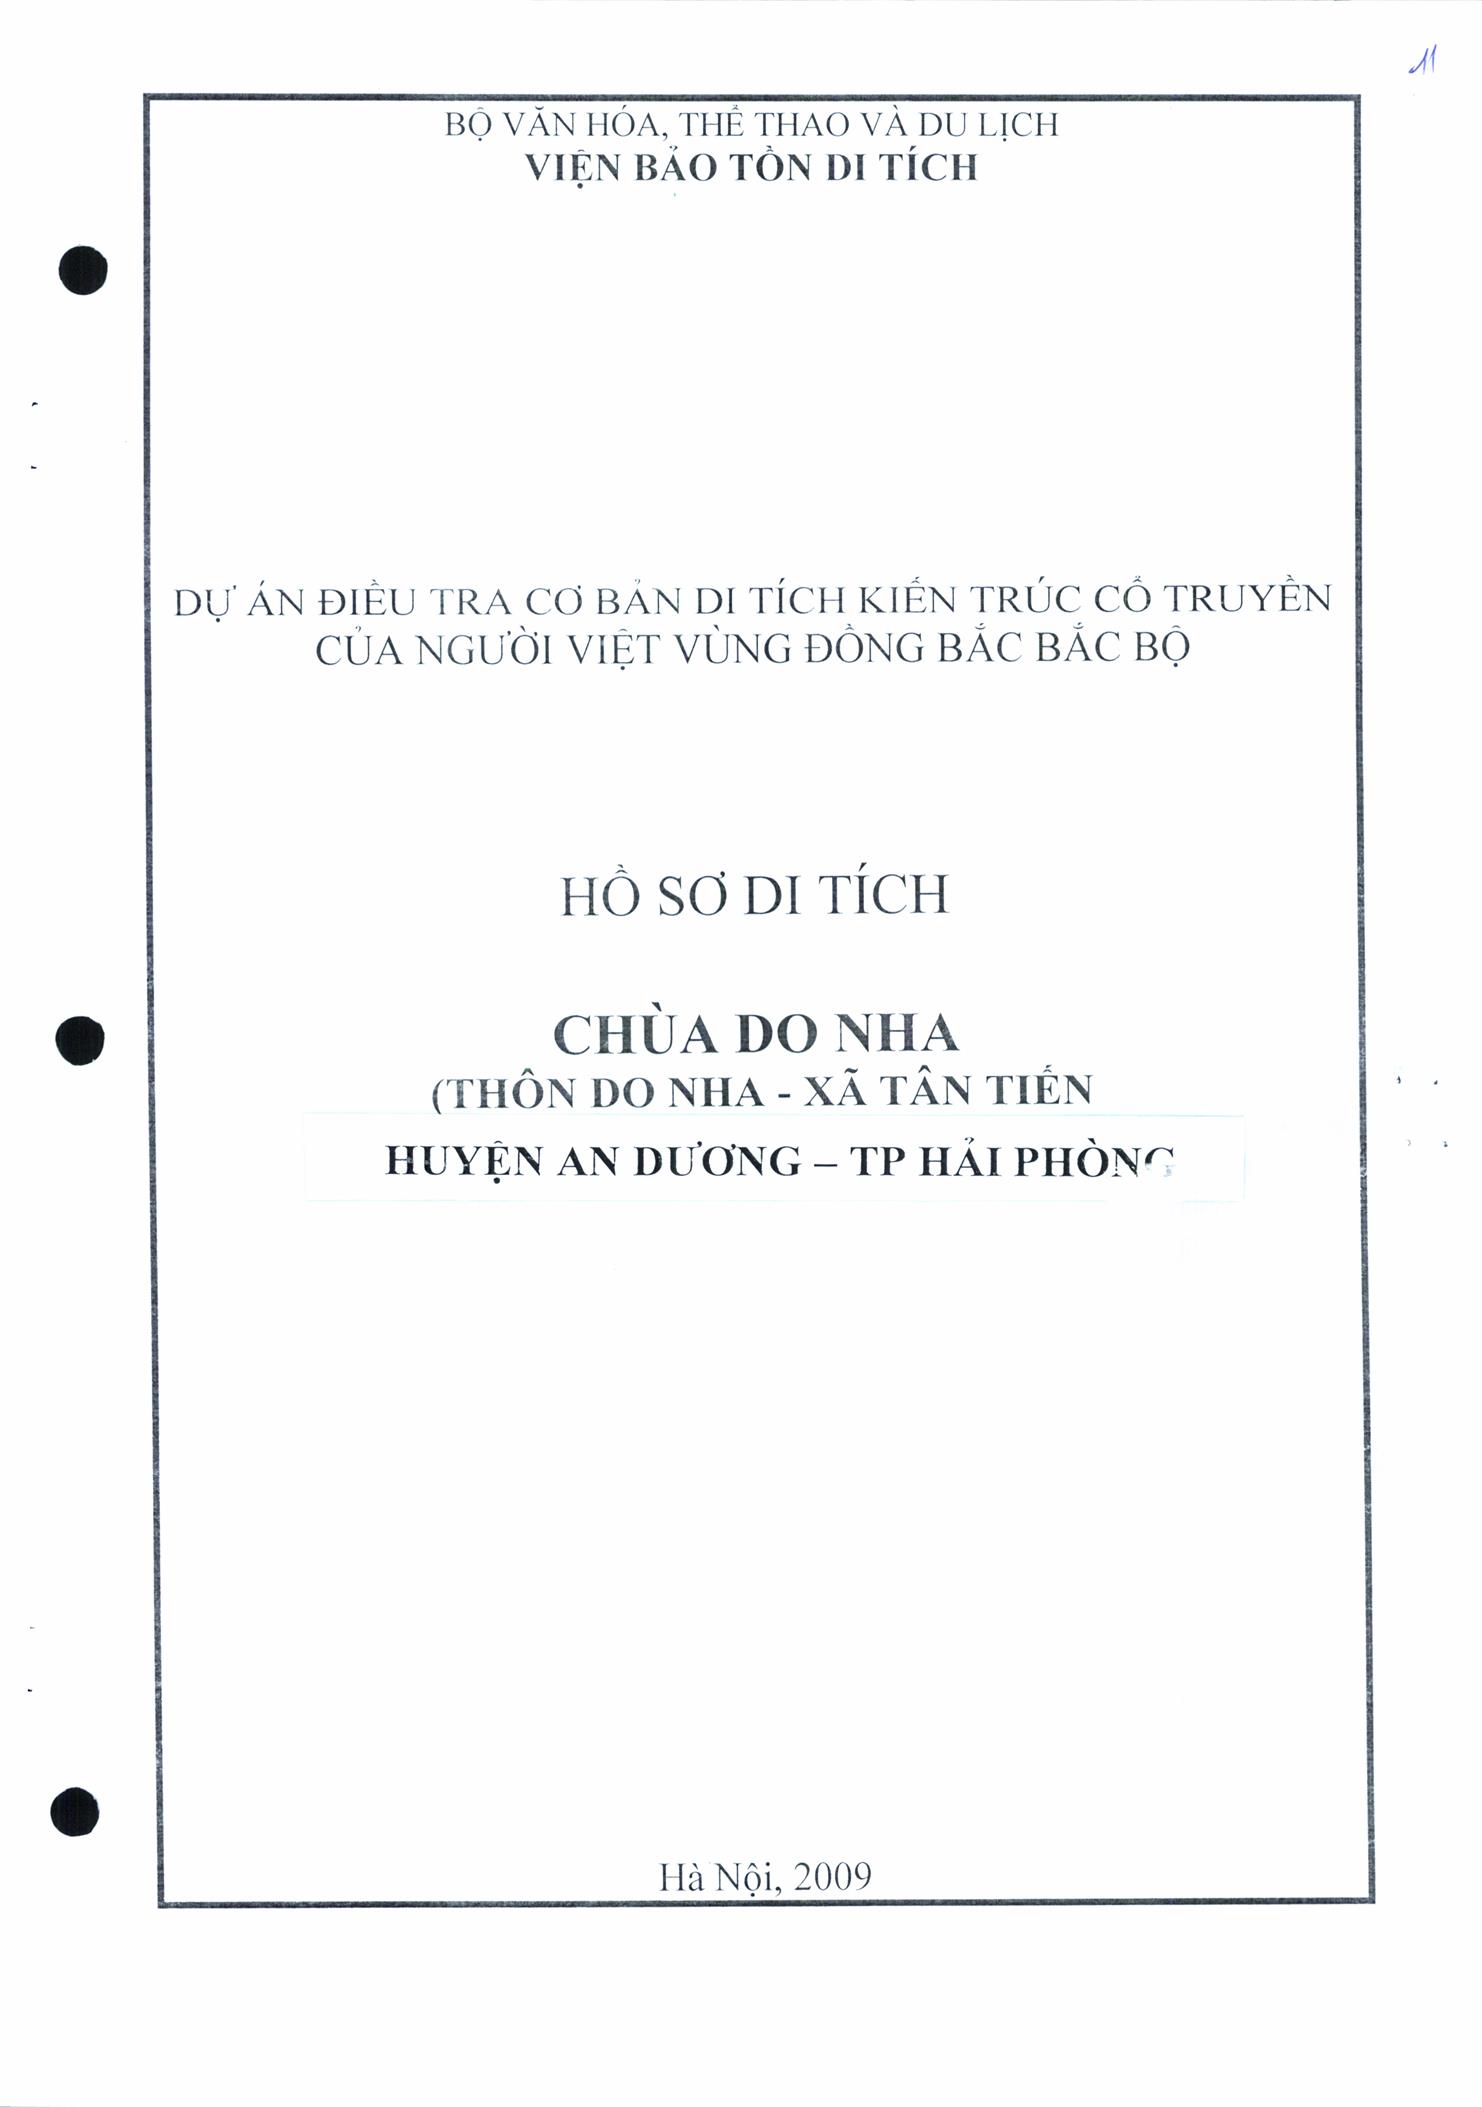 11
BỘ VĂN HÓA, THỂ THAO VÀ DU LỊCH
VIỆN BẢO TỒN DI TÍCH
DỰ ÁN ĐIỀU TRA CƠ BẢN DI TÍCH KIẾN TRÚC CỔ TRUYỀN
CỦA NGƯỜI VIỆT VÙNG ĐỒNG BẮC BẮC BỘ
HỒ SƠ DI TÍCH
CHÙA DO NHA
(THÔN DO NHA - XÃ TÂN TIẾN
HUYỆN AN DƯƠNG – TP HẢI PHÒNG
Hà Nội, 2009